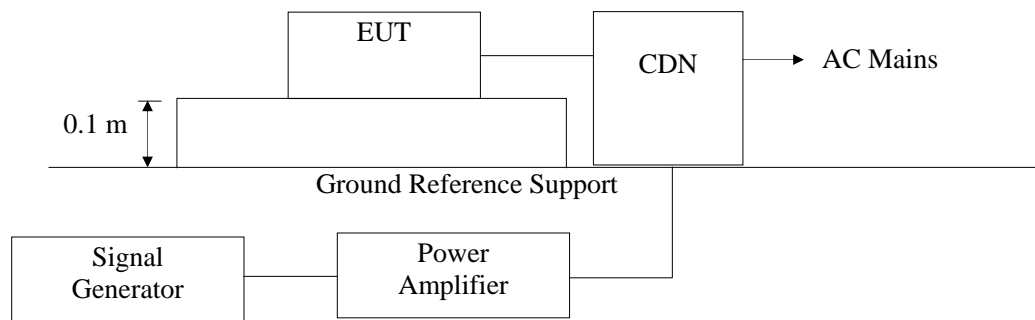 EUT
CDN
AC Mains
0.1 m
Ground Reference Support
Signal
Generator
Power
Amplifier